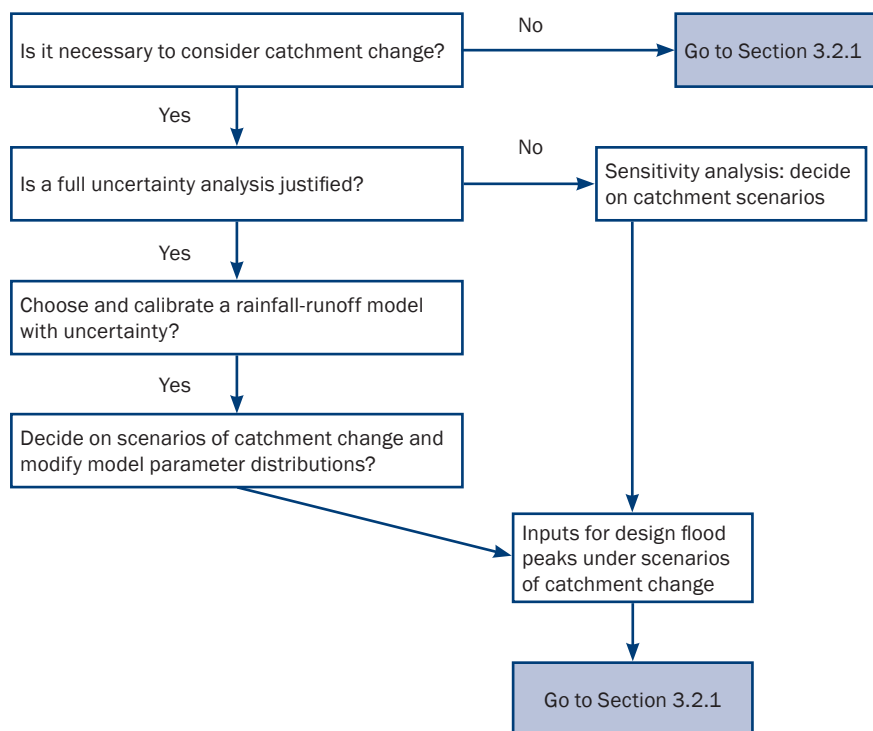 No
Is it necessary to consider catchment change?
Go to Section 3.2.1
Yes
No
Is a full uncertainty analysis justified?
Sensitivity analysis: decide
on catchment scenarios
Yes
Choose and calibrate a rainfall-runoff model
with uncertainty?
Yes
Decide on scenarios of catchment change and
modify model parameter distributions?
Inputs for design flood
peaks under scenarios
of catchment change
Go to Section 3.2.1